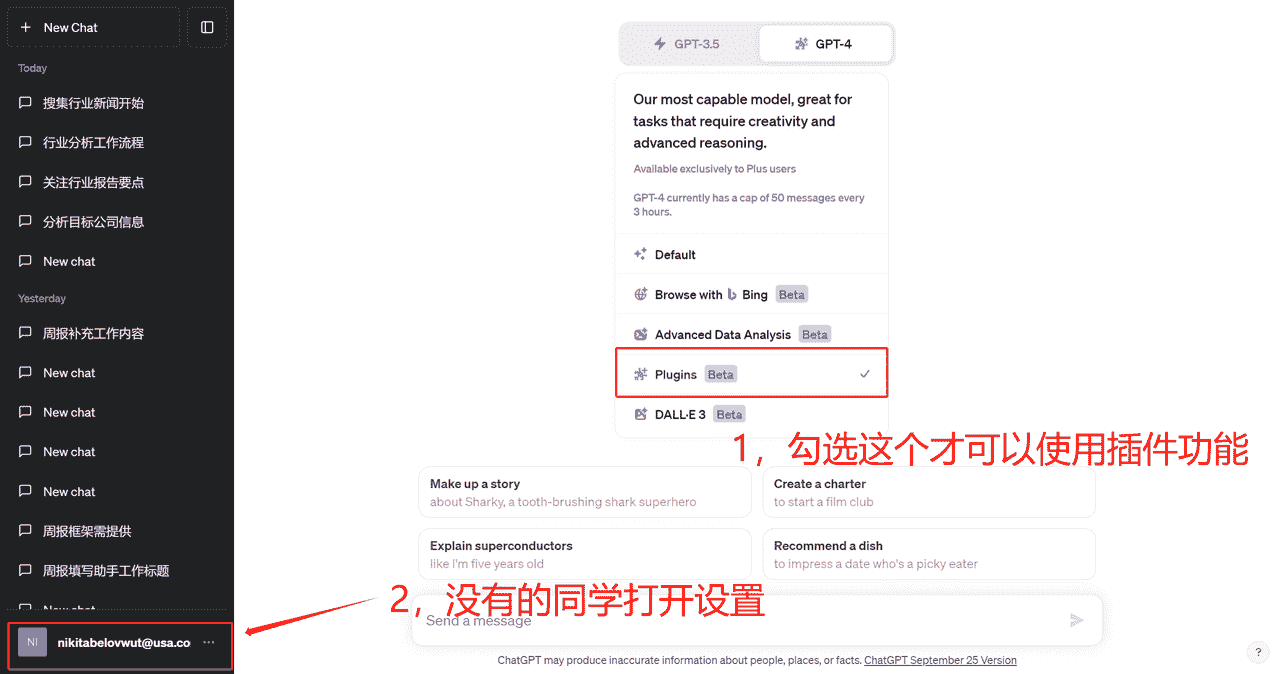 New Chat
Today
搜集行业新闻开始
行业分析工作流程
关注行业报告要点
分析目标公司信息
New chat
Yesterday
周报补充工作内容
New chat
New chat
New chat
New chat
周报框架需提供
周报填写助手工作标题
New chat
NI
nikitabelovwut@usa.co
GPT-3.5
GPT-4
Our most capable model, great for
tasks that require creativity and
advanced reasoning.
Available exclusively to Plus users
GPT-4 currently has a cap of 50 messages every
3 hours.
Default
Browse with Bing Beta
Advanced Data Analysis Beta
Plugins Beta
DALL·E 3 Beta
1，勾选这个才可以使用插件功能
Make up a story
about Sharky, a tooth-brushing shark superhero
Create a charter
to start a film club
Explain superconductors
like I'm five years old
Recommend a dish
to impress a date who's a picky eater
2，没有的同学打开设置
Send a message
ChatGPT may produce inaccurate information about people, places, or facts. ChatGPT September 25 Version
?